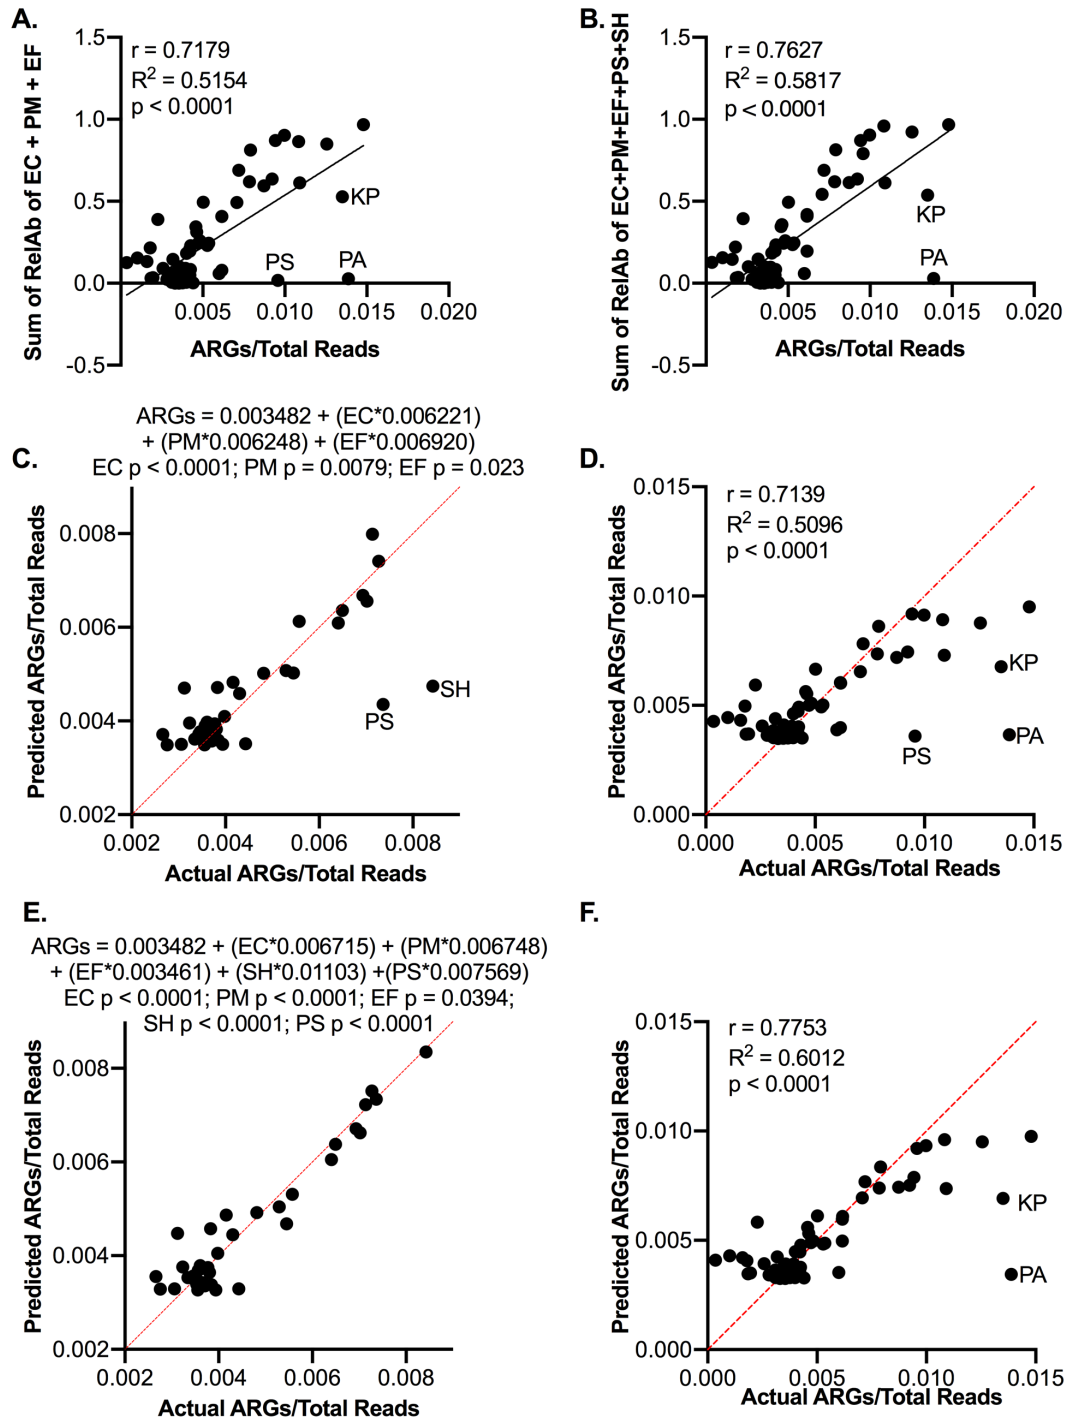 A.
Sum of RelAb of EC + PM + EF
1.5
1.0
0.5
0.0
-0.5
r = 0.7179
R2 = 0.5154
p < 0.0001
KP
PS
PA
0.005
0.010
0.015
0.020
ARGs/Total Reads
B.
Sum of RelAb of EC+PM+EF+PS+SH
1.5
1.0
0.5
0.0
-0.5
r = 0.7627
R2 = 0.5817
p < 0.0001
KP
PA
0.005
0.010
0.015
0.020
ARGs/Total Reads
C.
ARGs = 0.003482 + (EC*0.006221)
+ (PM*0.006248) + (EF*0.006920)
EC p < 0.0001; PM p = 0.0079; EF p = 0.023
Predicted ARGs/Total Reads
0.008
0.006
0.004
0.002
SH
PS
0.002
0.004
0.006
0.008
Actual ARGs/Total Reads
D.
Predicted ARGs/Total Reads
0.015
0.010
0.005
0.000
r = 0.7139
R2 = 0.5096
p < 0.0001
KP
PA
PS
0.000
0.005
0.010
0.015
Actual ARGs/Total Reads
E.
ARGs = 0.003482 + (EC*0.006715) + (PM*0.006748)
+ (EF*0.003461) + (SH*0.01103) +(PS*0.007569)
EC p < 0.0001; PM p < 0.0001; EF p = 0.0394;
SH p < 0.0001; PS p < 0.0001
Predicted ARGs/Total Reads
0.008
0.006
0.004
0.002
0.002
0.004
0.006
0.008
Actual ARGs/Total Reads
F.
Predicted ARGs/Total Reads
0.015
0.010
0.005
0.000
r = 0.7753
R2 = 0.6012
p < 0.0001
KP
PA
0.000
0.005
0.010
0.015
Actual ARGs/Total Reads